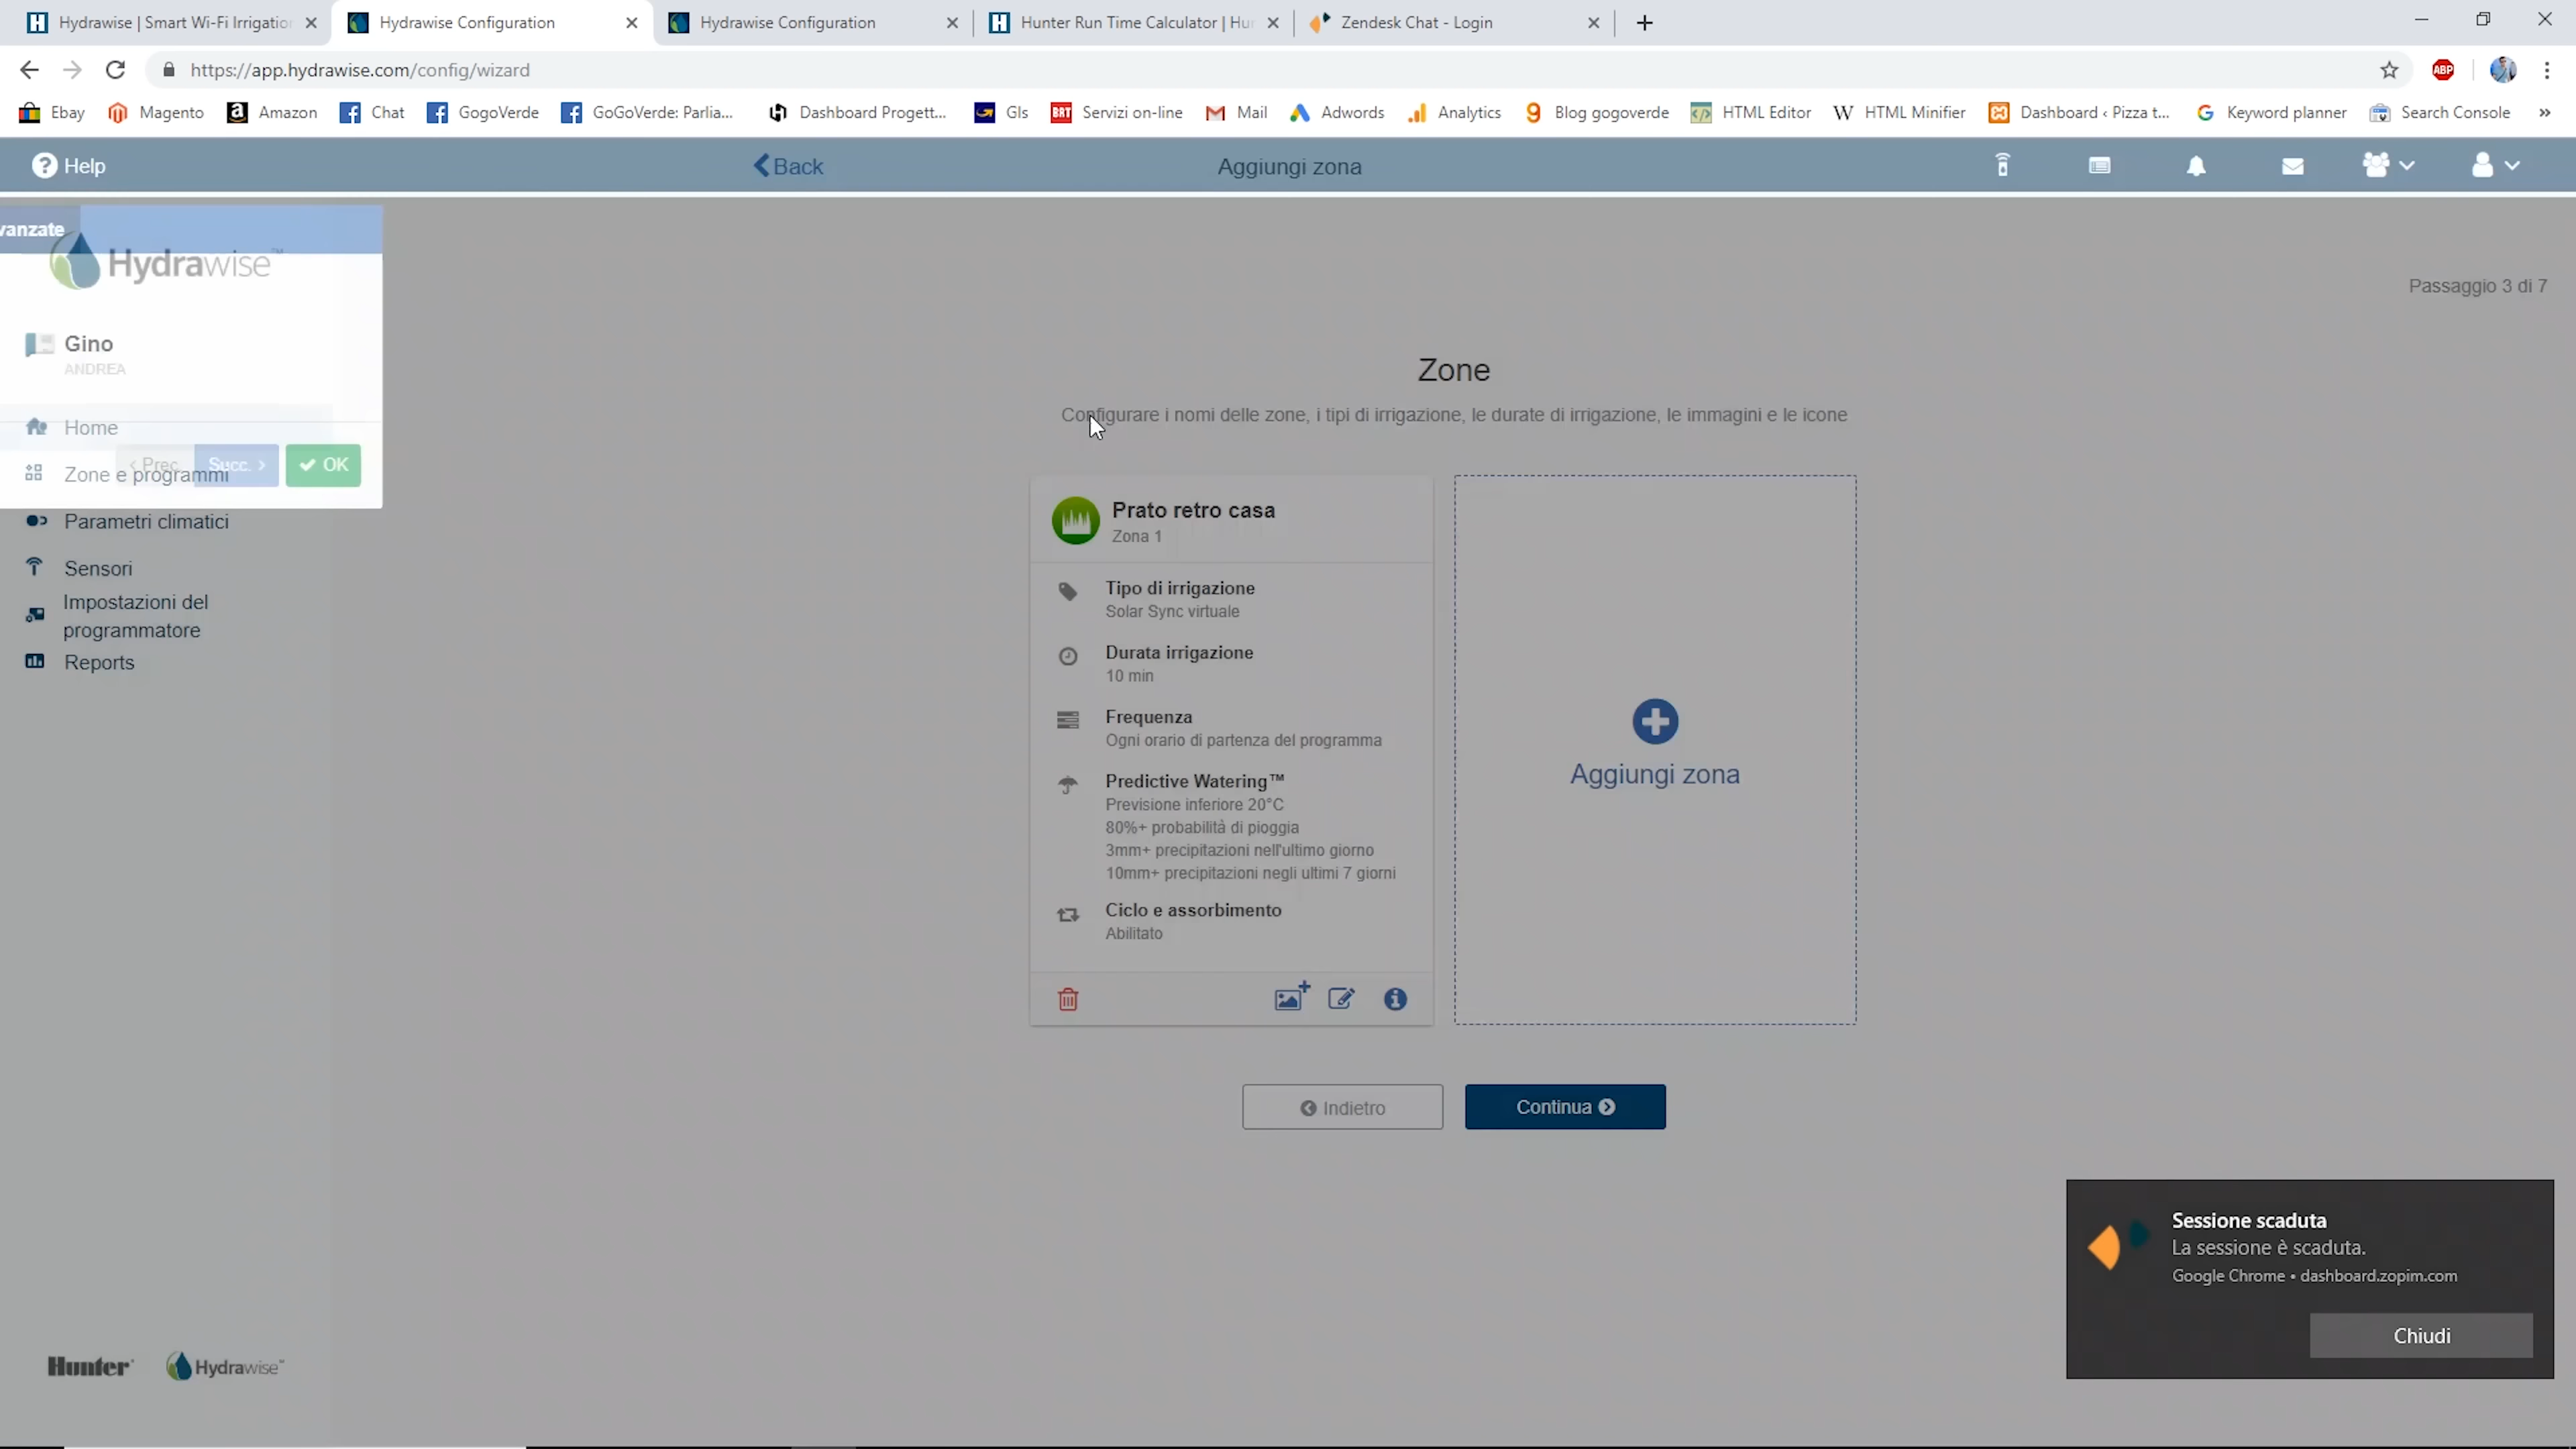 Hydrawise | Smart Wi-Fi Irrigation
Hydrawise Configuration
Hydrawise Configuration
Hunter Run Time Calculator | Hun
Zendesk Chat - Login
https://app.hydrawise.com/config/wizard
ABP
Ebay
Magento
Amazon
Chat
GogoVerde
GoGoVerde: Parlia...
Dashboard Progett...
Gls
BRT
Servizi on-line
Mail
Adwords
Analytics
Blog gogoverde
HTML Editor
HTML Minifier
Dashboard ‹ Pizza t...
Keyword planner
Search Console
»
Help
Back
Aggiungi zona
vanzate
Hydrawise™
Passaggio 3 di 7
Gino
ANDREA
Zone
Configurare i nomi delle zone, i tipi di irrigazione, le durate di irrigazione, le immagini e le icone
Home
‹ Prec.
Succ. ›
OK
Zone e programmi
Parametri climatici
Sensori
Impostazioni del
programmatore
Reports
Prato retro casa
Zona 1
Tipo di irrigazione
Solar Sync virtuale
Durata irrigazione
10 min
Frequenza
Ogni orario di partenza del programma
Predictive Watering™
Previsione inferiore 20°C
80%+ probabilità di pioggia
3mm+ precipitazioni nell'ultimo giorno
10mm+ precipitazioni negli ultimi 7 giorni
Ciclo e assorbimento
Abilitato
Aggiungi zona
Indietro
Continua
Sessione scaduta
La sessione è scaduta.
Google Chrome • dashboard.zopim.com
Chiudi
Hunter®
Hydrawise™